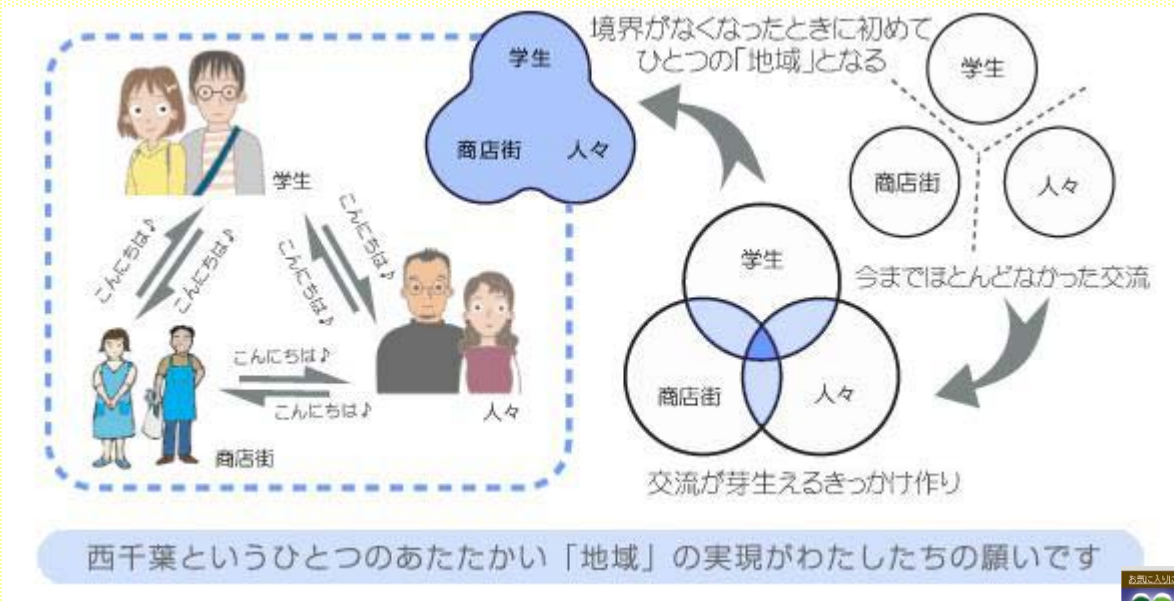 学生
こんにちは♪
こんにちは♪
こんにちは♪
こんにちは♪
こんにちは♪
こんにちは♪
商店街
人々
学生
商店街 人々
境界がなくなったときに初めて
ひとつの「地域」となる
学生
商店街
人々
今までほとんどなかった交流
学生
商店街
人々
交流が芽生えるきっかけ作り
西千葉というひとつのあたたかい「地域」の実現がわたしたちの願いです
お気に入りに